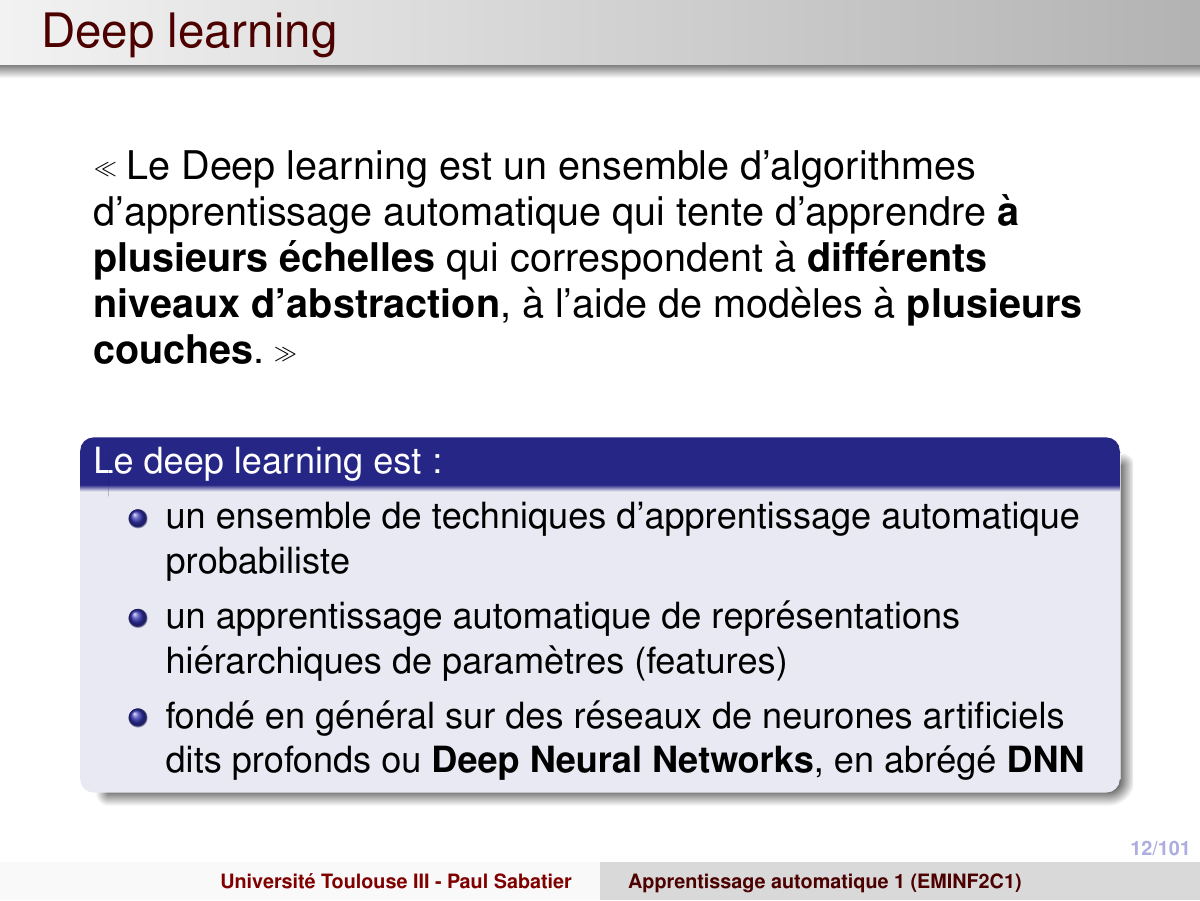 Deep learning
≪ Le Deep learning est un ensemble d'algorithmes
d'apprentissage automatique qui tente d'apprendre à
plusieurs échelles qui correspondent à différents
niveaux d'abstraction, à l'aide de modèles à plusieurs
couches. ≫
Le deep learning est :
un ensemble de techniques d'apprentissage automatique
probabiliste
un apprentissage automatique de représentations
hiérarchiques de paramètres (features)
fondé en général sur des réseaux de neurones artificiels
dits profonds ou Deep Neural Networks, en abrégé DNN
12/101
Université Toulouse III - Paul Sabatier
Apprentissage automatique 1 (EMINF2C1)